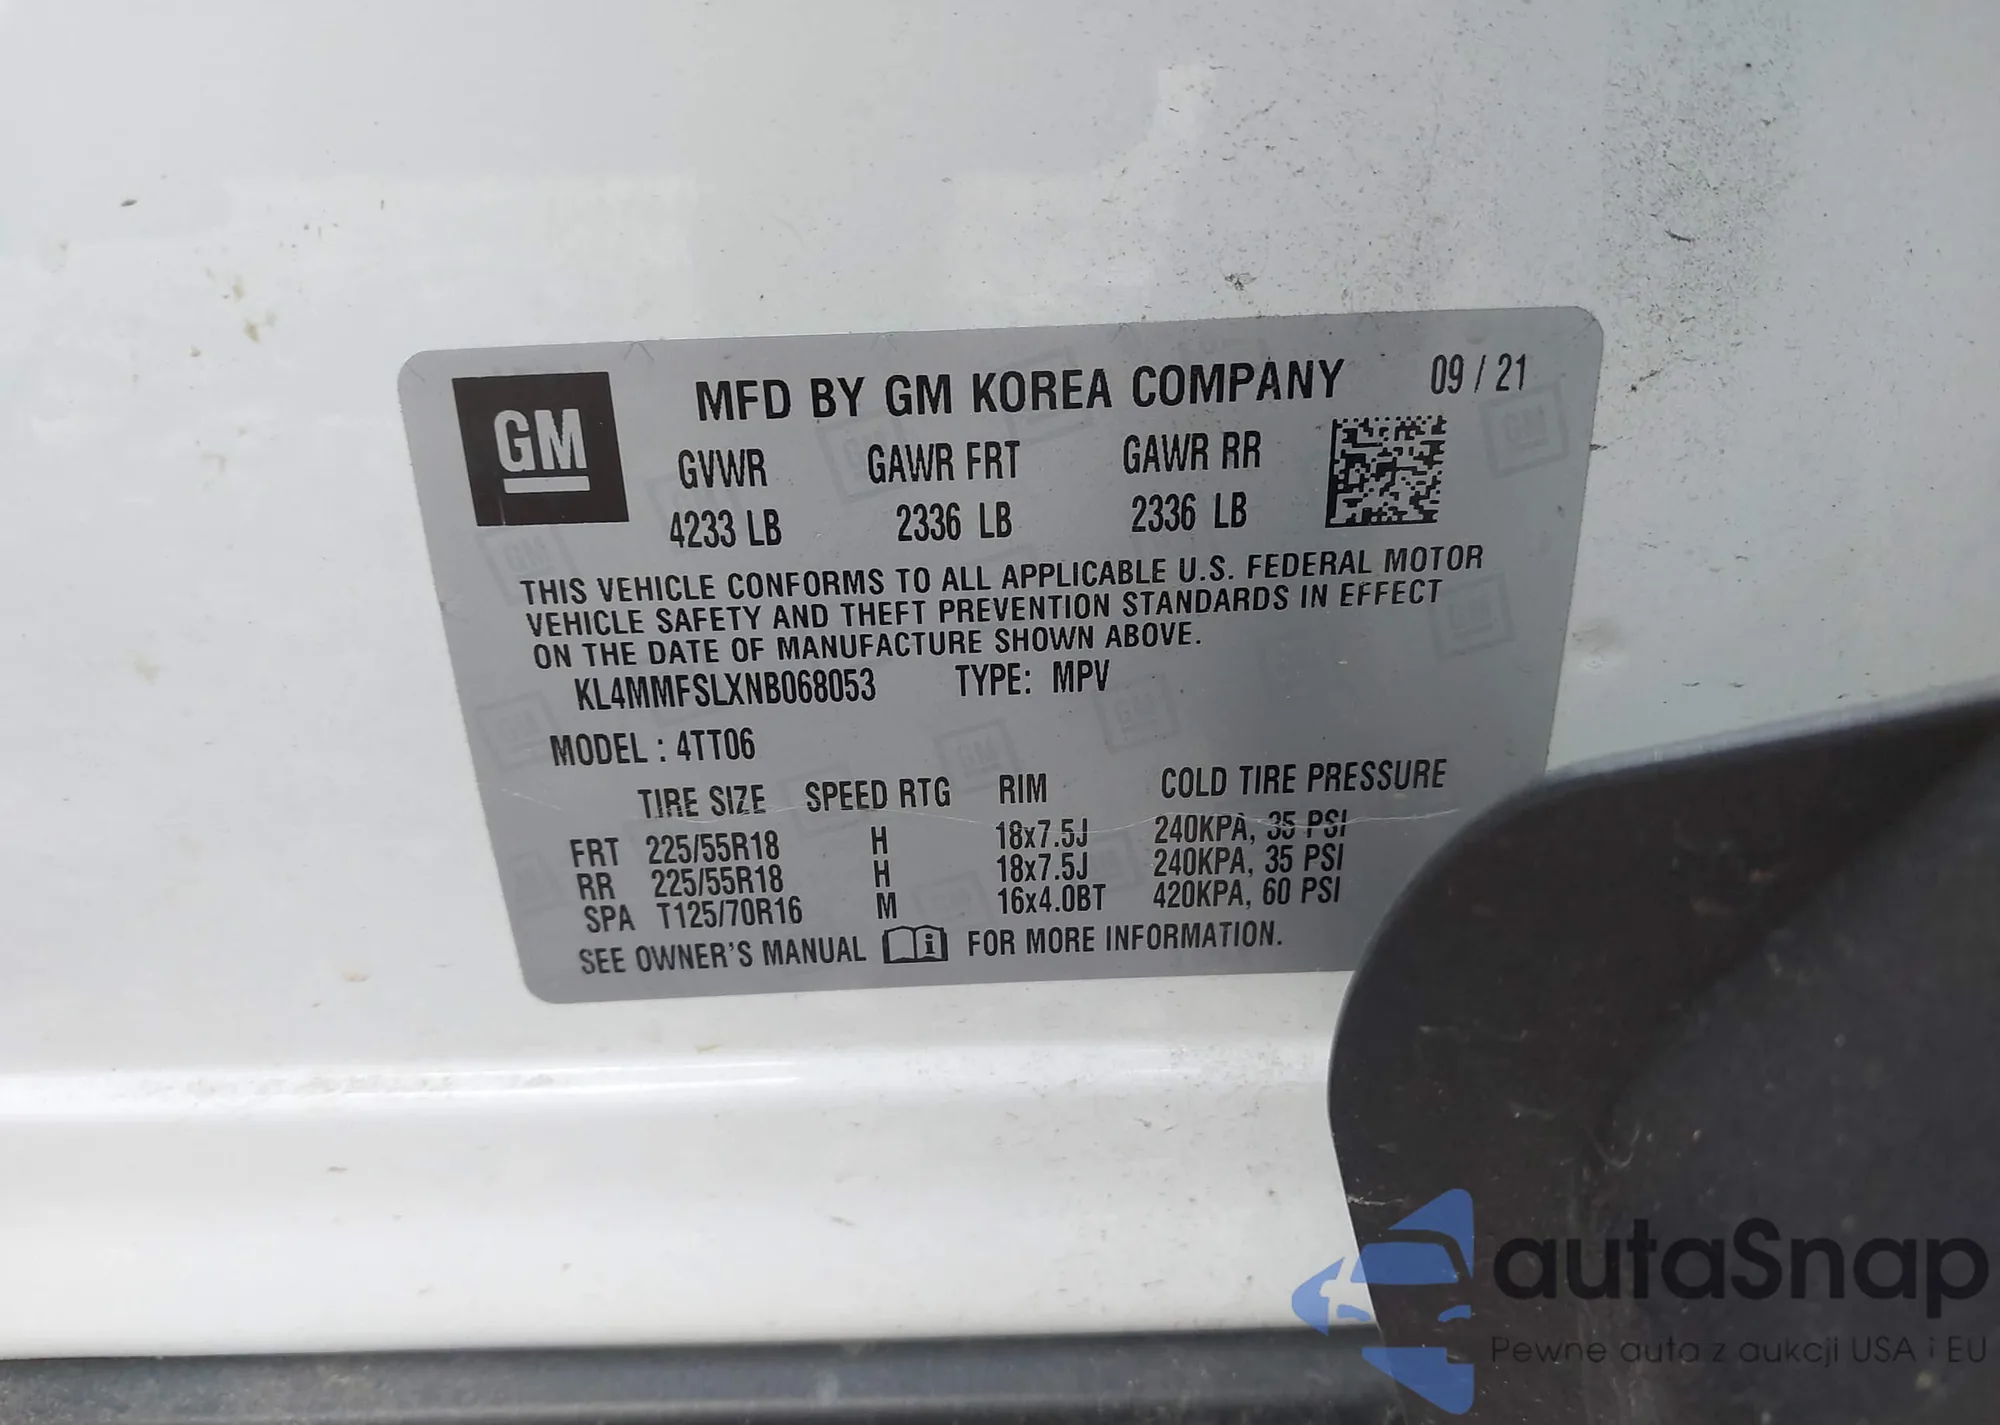 GM
MFD BY GM KOREA COMPANY 09 / 21
GVWR GAWR FRT GAWR RR
4233 LB 2336 LB 2336 LB
THIS VEHICLE CONFORMS TO ALL APPLICABLE U.S. FEDERAL MOTOR
VEHICLE SAFETY AND THEFT PREVENTION STANDARDS IN EFFECT
ON THE DATE OF MANUFACTURE SHOWN ABOVE.
KL4MMFSLXNB068053 TYPE: MPV
MODEL : 4TT06
TIRE SIZE SPEED RTG RIM COLD TIRE PRESSURE
FRT 225/55R18 H 18x7.5J 240KPA, 35 PSI
RR 225/55R18 H 18x7.5J 240KPA, 35 PSI
SPA T125/70R16 M 16x4.0BT 420KPA, 60 PSI
SEE OWNER'S MANUAL i FOR MORE INFORMATION.
autaSnap
Pewne auta z aukcji USA i EU